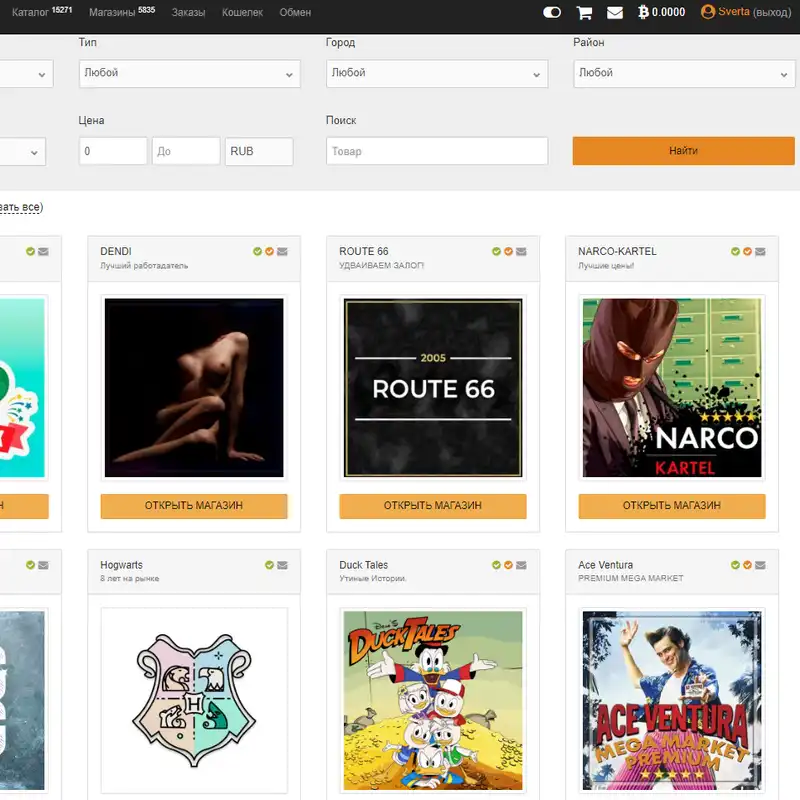 Каталог 15271 Магазины 5835 Заказы Кошелек Обмен 0.0000 Sverta (выход)
Тип Город Район
Любой Любой Любой
Цена Поиск
0 До RUB Товар Найти
вать все)
DENDI ROUTE 66 NARCO-KARTEL
Лучший работадатель УДВАИВАЕМ ЗАЛОГ! Лучшие цены!
2005
ROUTE 66
NARCO
KARTEL
Н ОТКРЫТЬ МАГАЗИН ОТКРЫТЬ МАГАЗИН ОТКРЫТЬ МАГАЗИН
Hogwarts Duck Tales Ace Ventura
8 лет на рынке Утиные Истории. PREMIUM MEGA MARKET
DUCKTALES
H
ACE VENTURA
MEGA MARKET
PREMIUM